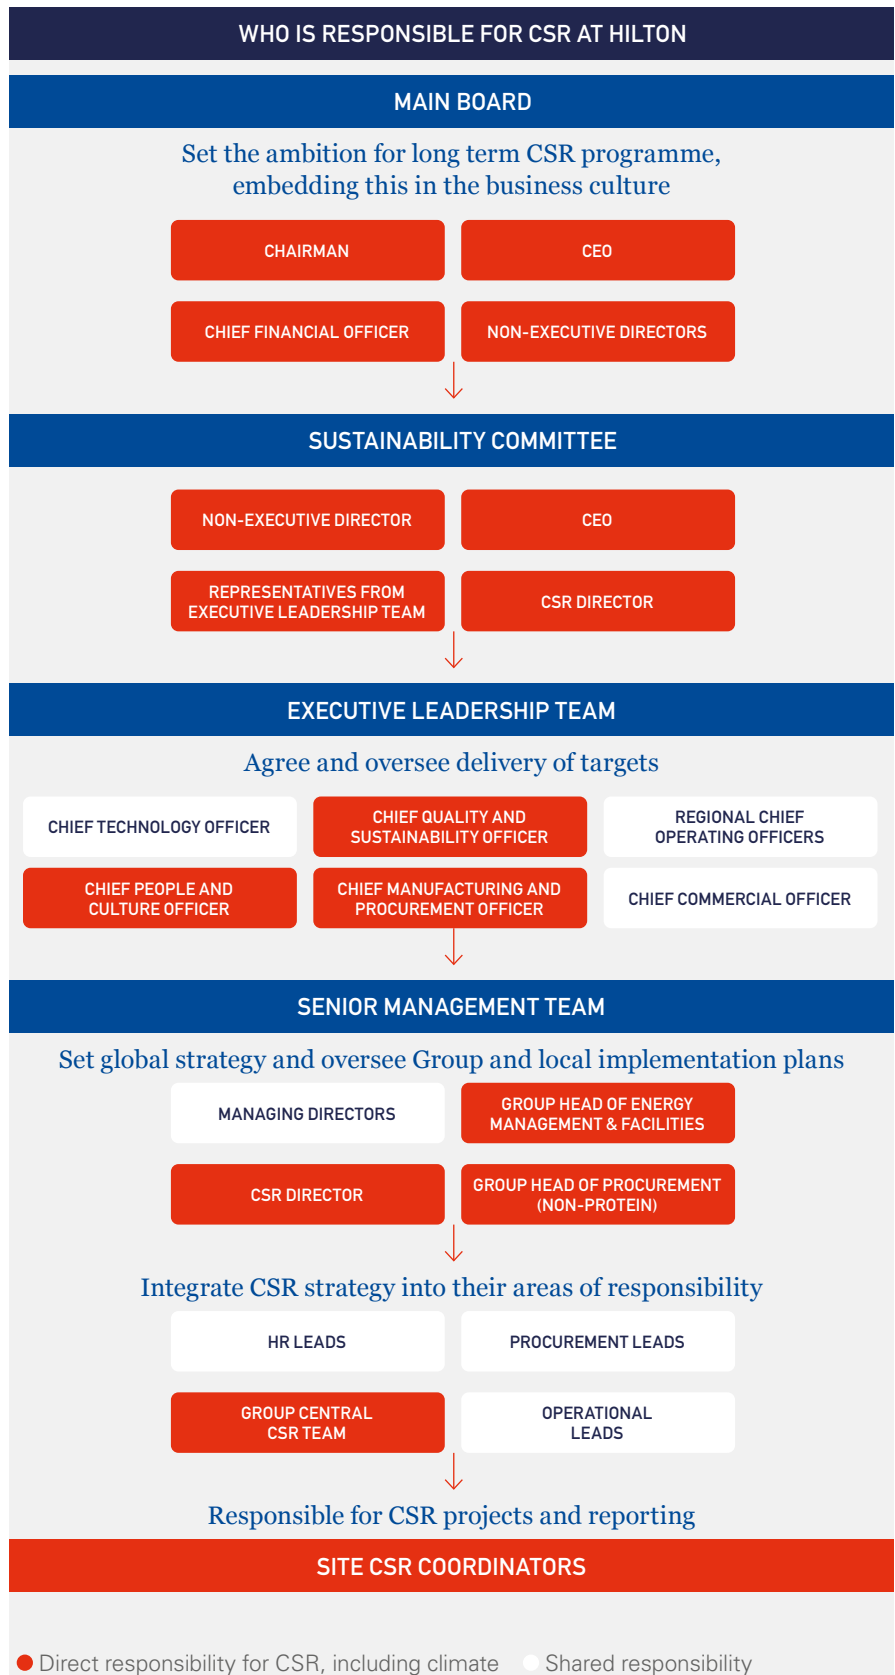 WHO IS RESPONSIBLE FOR CSR AT HILTON
MAIN BOARD
Set the ambition for long term CSR programme,
embedding this in the business culture
CHAIRMAN
CEO
CHIEF FINANCIAL OFFICER
NON-EXECUTIVE DIRECTORS
SUSTAINABILITY COMMITTEE
NON-EXECUTIVE DIRECTOR
CEO
REPRESENTATIVES FROM
EXECUTIVE LEADERSHIP TEAM
CSR DIRECTOR
EXECUTIVE LEADERSHIP TEAM
Agree and oversee delivery of targets
CHIEF TECHNOLOGY OFFICER
CHIEF QUALITY AND
SUSTAINABILITY OFFICER
REGIONAL CHIEF
OPERATING OFFICERS
CHIEF PEOPLE AND
CULTURE OFFICER
CHIEF MANUFACTURING AND
PROCUREMENT OFFICER
CHIEF COMMERCIAL OFFICER
SENIOR MANAGEMENT TEAM
Set global strategy and oversee Group and local implementation plans
MANAGING DIRECTORS
GROUP HEAD OF ENERGY
MANAGEMENT & FACILITIES
CSR DIRECTOR
GROUP HEAD OF PROCUREMENT
(NON-PROTEIN)
Integrate CSR strategy into their areas of responsibility
HR LEADS
PROCUREMENT LEADS
GROUP CENTRAL
CSR TEAM
OPERATIONAL
LEADS
Responsible for CSR projects and reporting
SITE CSR COORDINATORS
Direct responsibility for CSR, including climate
Shared responsibility